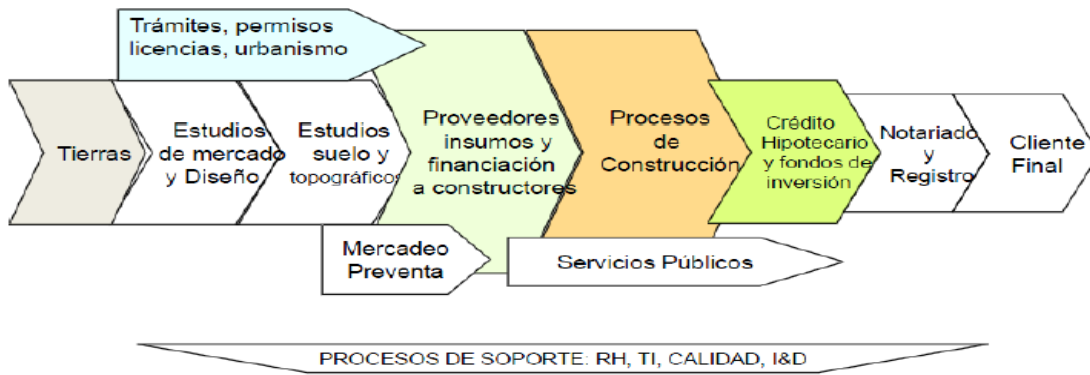 Trámites, permisos
licencias, urbanismo
Tierras
Estudios
de mercado
y Diseño
Estudios
suelo y
topográficos
Proveedores
insumos y
financiación
a constructores
Procesos
de
Construcción
Crédito
Hipotecario
y fondos de
inversión
Notariado
y
Registro
Cliente
Final
Mercadeo
Preventa
Servicios Públicos
PROCESOS DE SOPORTE: RH, TI, CALIDAD, I&D